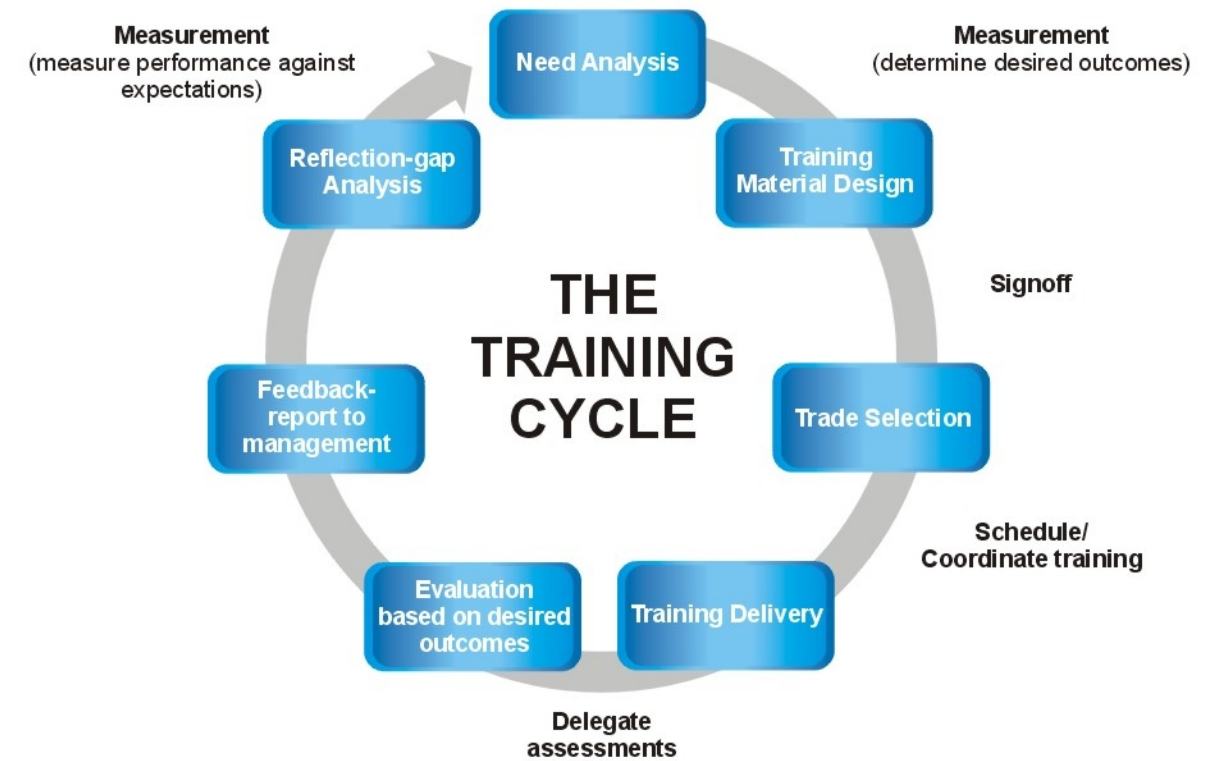 Measurement
(measure performance against
expectations)
Need Analysis
Measurement
(determine desired outcomes)
Reflection-gap
Analysis
Training
Material Design
THE
TRAINING
CYCLE
Signoff
Feedback-
report to
management
Trade Selection
Schedule/
Coordinate training
Evaluation
based on desired
outcomes
Training Delivery
Delegate
assessments